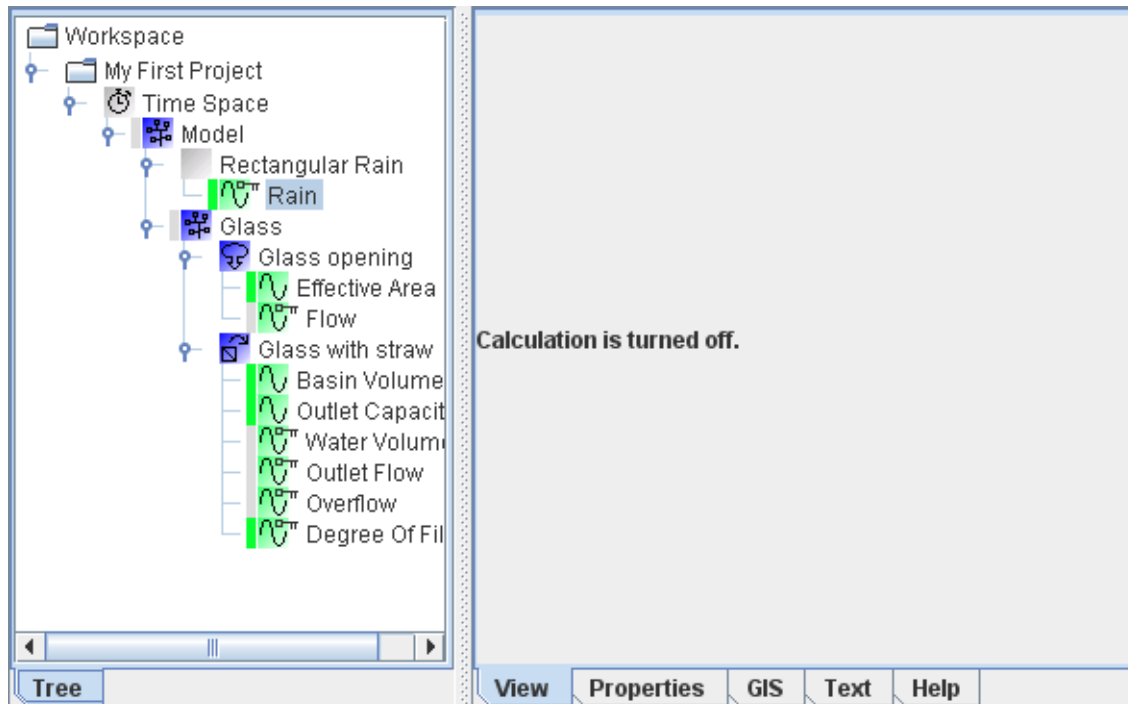 Workspace
My First Project
Time Space
Model
Rectangular Rain
Rain
Glass
Glass opening
Effective Area
Flow
Glass with straw
Basin Volume
Outlet Capacit
Water Volum
Outlet Flow
Overflow
Degree Of Fil
Tree
Calculation is turned off.
View Properties GIS Text Help